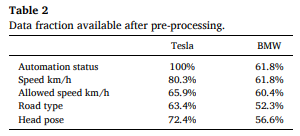 Table 2
Data fraction available after pre-processing.
Tesla BMW
Automation status 100% 61.8%
Speed km/h 80.3% 61.8%
Allowed speed km/h 65.9% 60.4%
Road type 63.4% 52.3%
Head pose 72.4% 56.6%